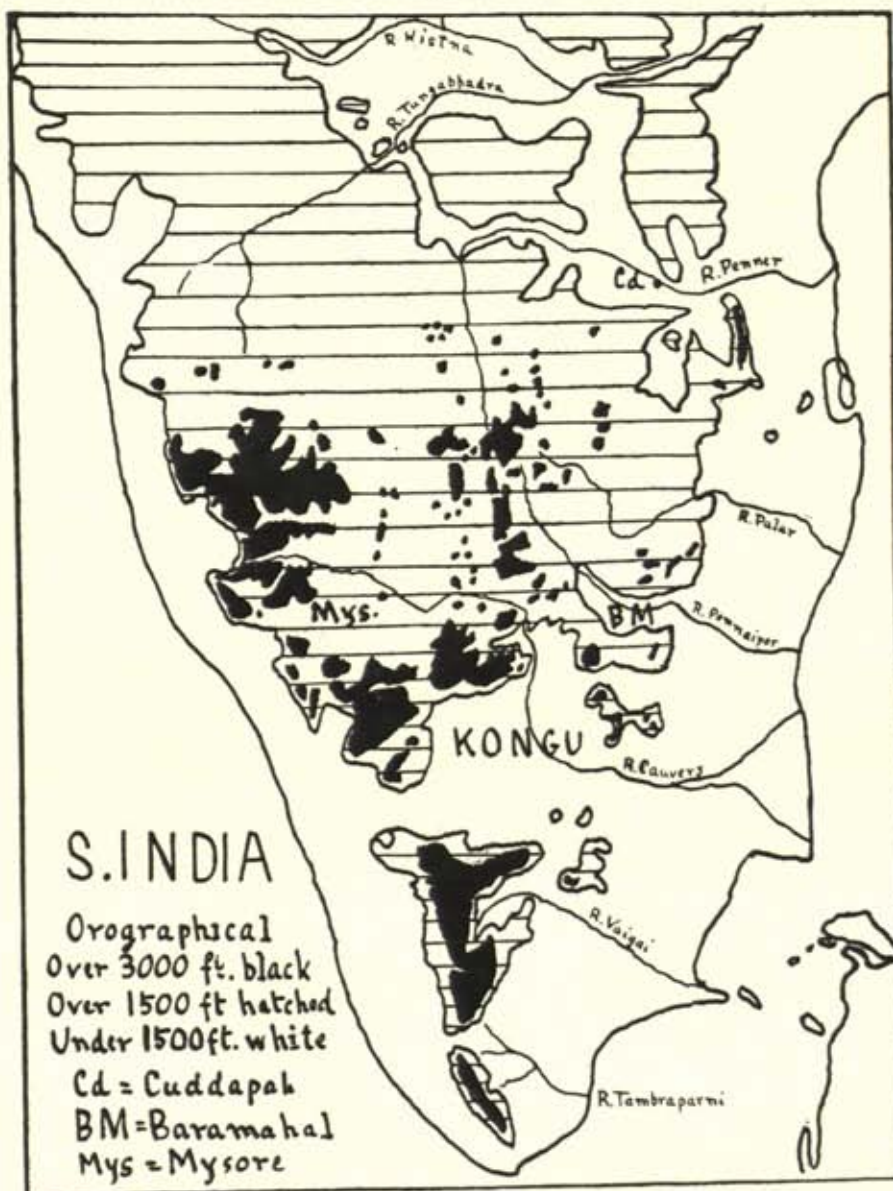 R. Kistna
R. Tungabhadra
Cd
R. Penner
R. Palar
Mys.
BM
R. Ponnaiyer
KONGU
R. Cauvery
S. INDIA
R. Vaigai
Orographical
Over 3000 ft. black
Over 1500 ft hatched
Under 1500 ft. white
Cd = Cuddapah
BM = Baramahal
R. Tambraparni
Mys = Mysore